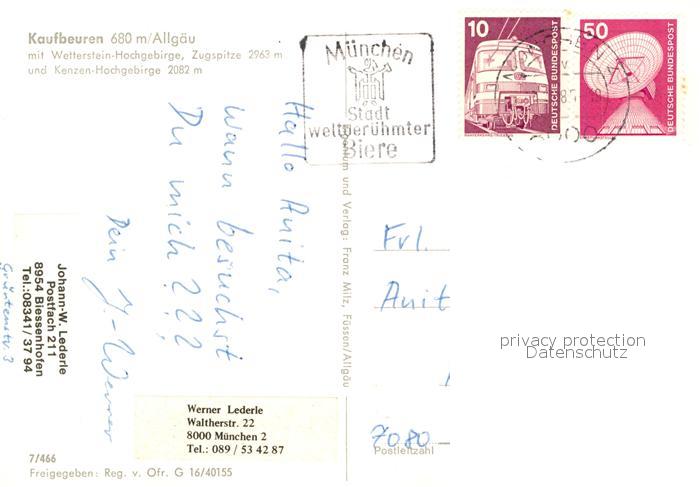 Kaufbeuren 680 m/Allgäu
mit Wetterstein-Hochgebirge, Zugspitze 2963 m
und Kenzen-Hochgebirge 2082 m
München
Stadt
weltberühmter
Biere
10
DEUTSCHE BUNDESPOST
50
DEUTSCHE BUNDESPOST
Hallo Anita,
wann besuchst
Du mich ???
Dein J.-Werner
Johann-W. Lederle
Postfach 211
8954 Biessenhofen
Tel.:08341/ 37 94
Grüntenstr. 3
und Verlag: Franz Milz, Füssen/Allgäu
Frl.
Anit
privacy protection
Datenschutz
Werner Lederle
Waltherstr. 22
8000 München 2
Tel.: 089 / 53 42 87
7080
Postleitzahl
7/466
Freigegeben: Reg. v. Ofr. G 16/40155